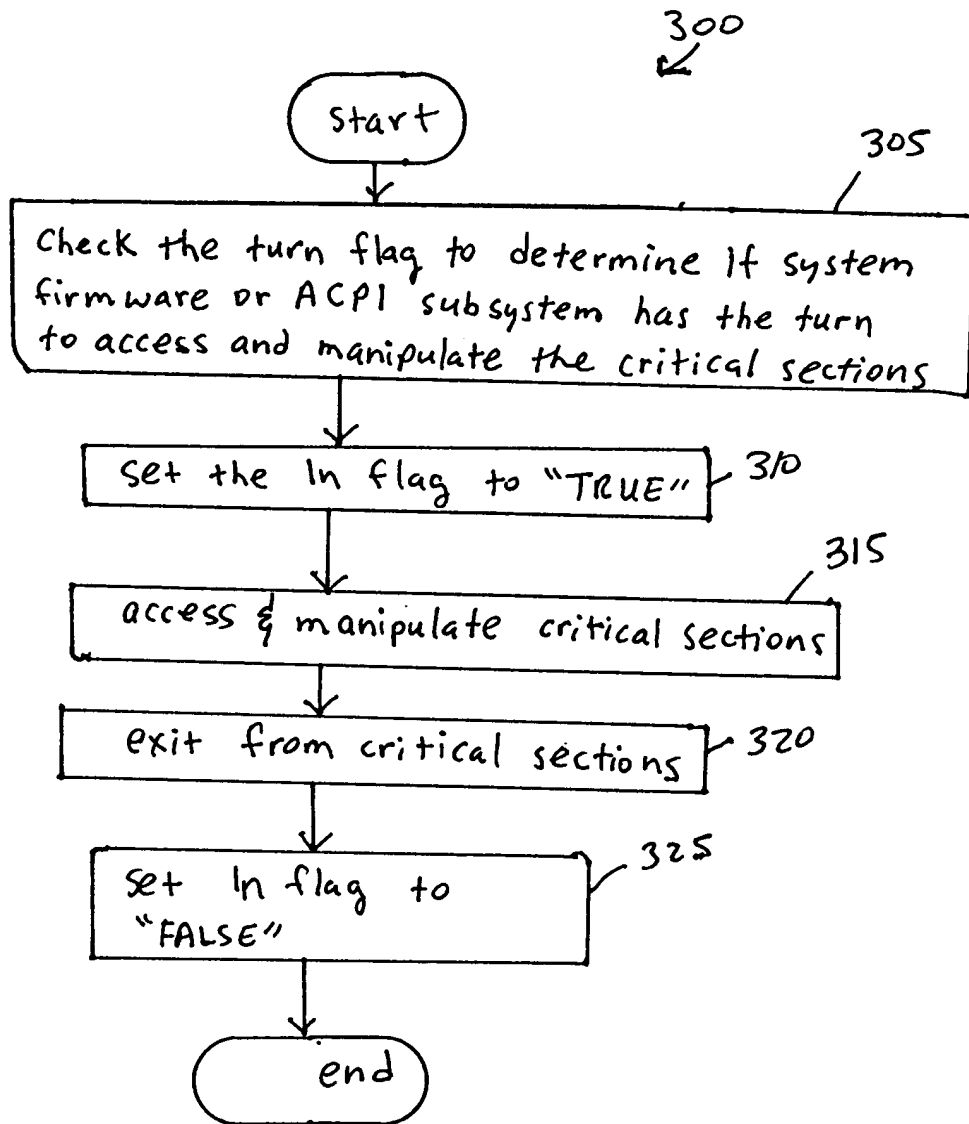 300
start
305
Check the turn flag to determine If system
firmware or ACPI subsystem has the turn
to access and manipulate the critical sections
set the In flag to "TRUE"
310
315
access & manipulate critical sections
exit from critical sections
320
325
set In flag to
"FALSE"
end